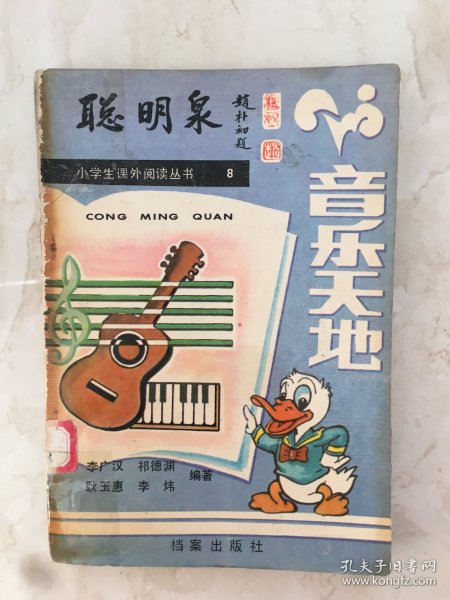 聪明泉
趙朴初题
小学生课外阅读丛书 8
CONG MING QUAN
音乐天地
李广汉 祁德渊
耿玉惠 李炜
编著
档案出版社
孔夫子旧书网
www.kongfz.com